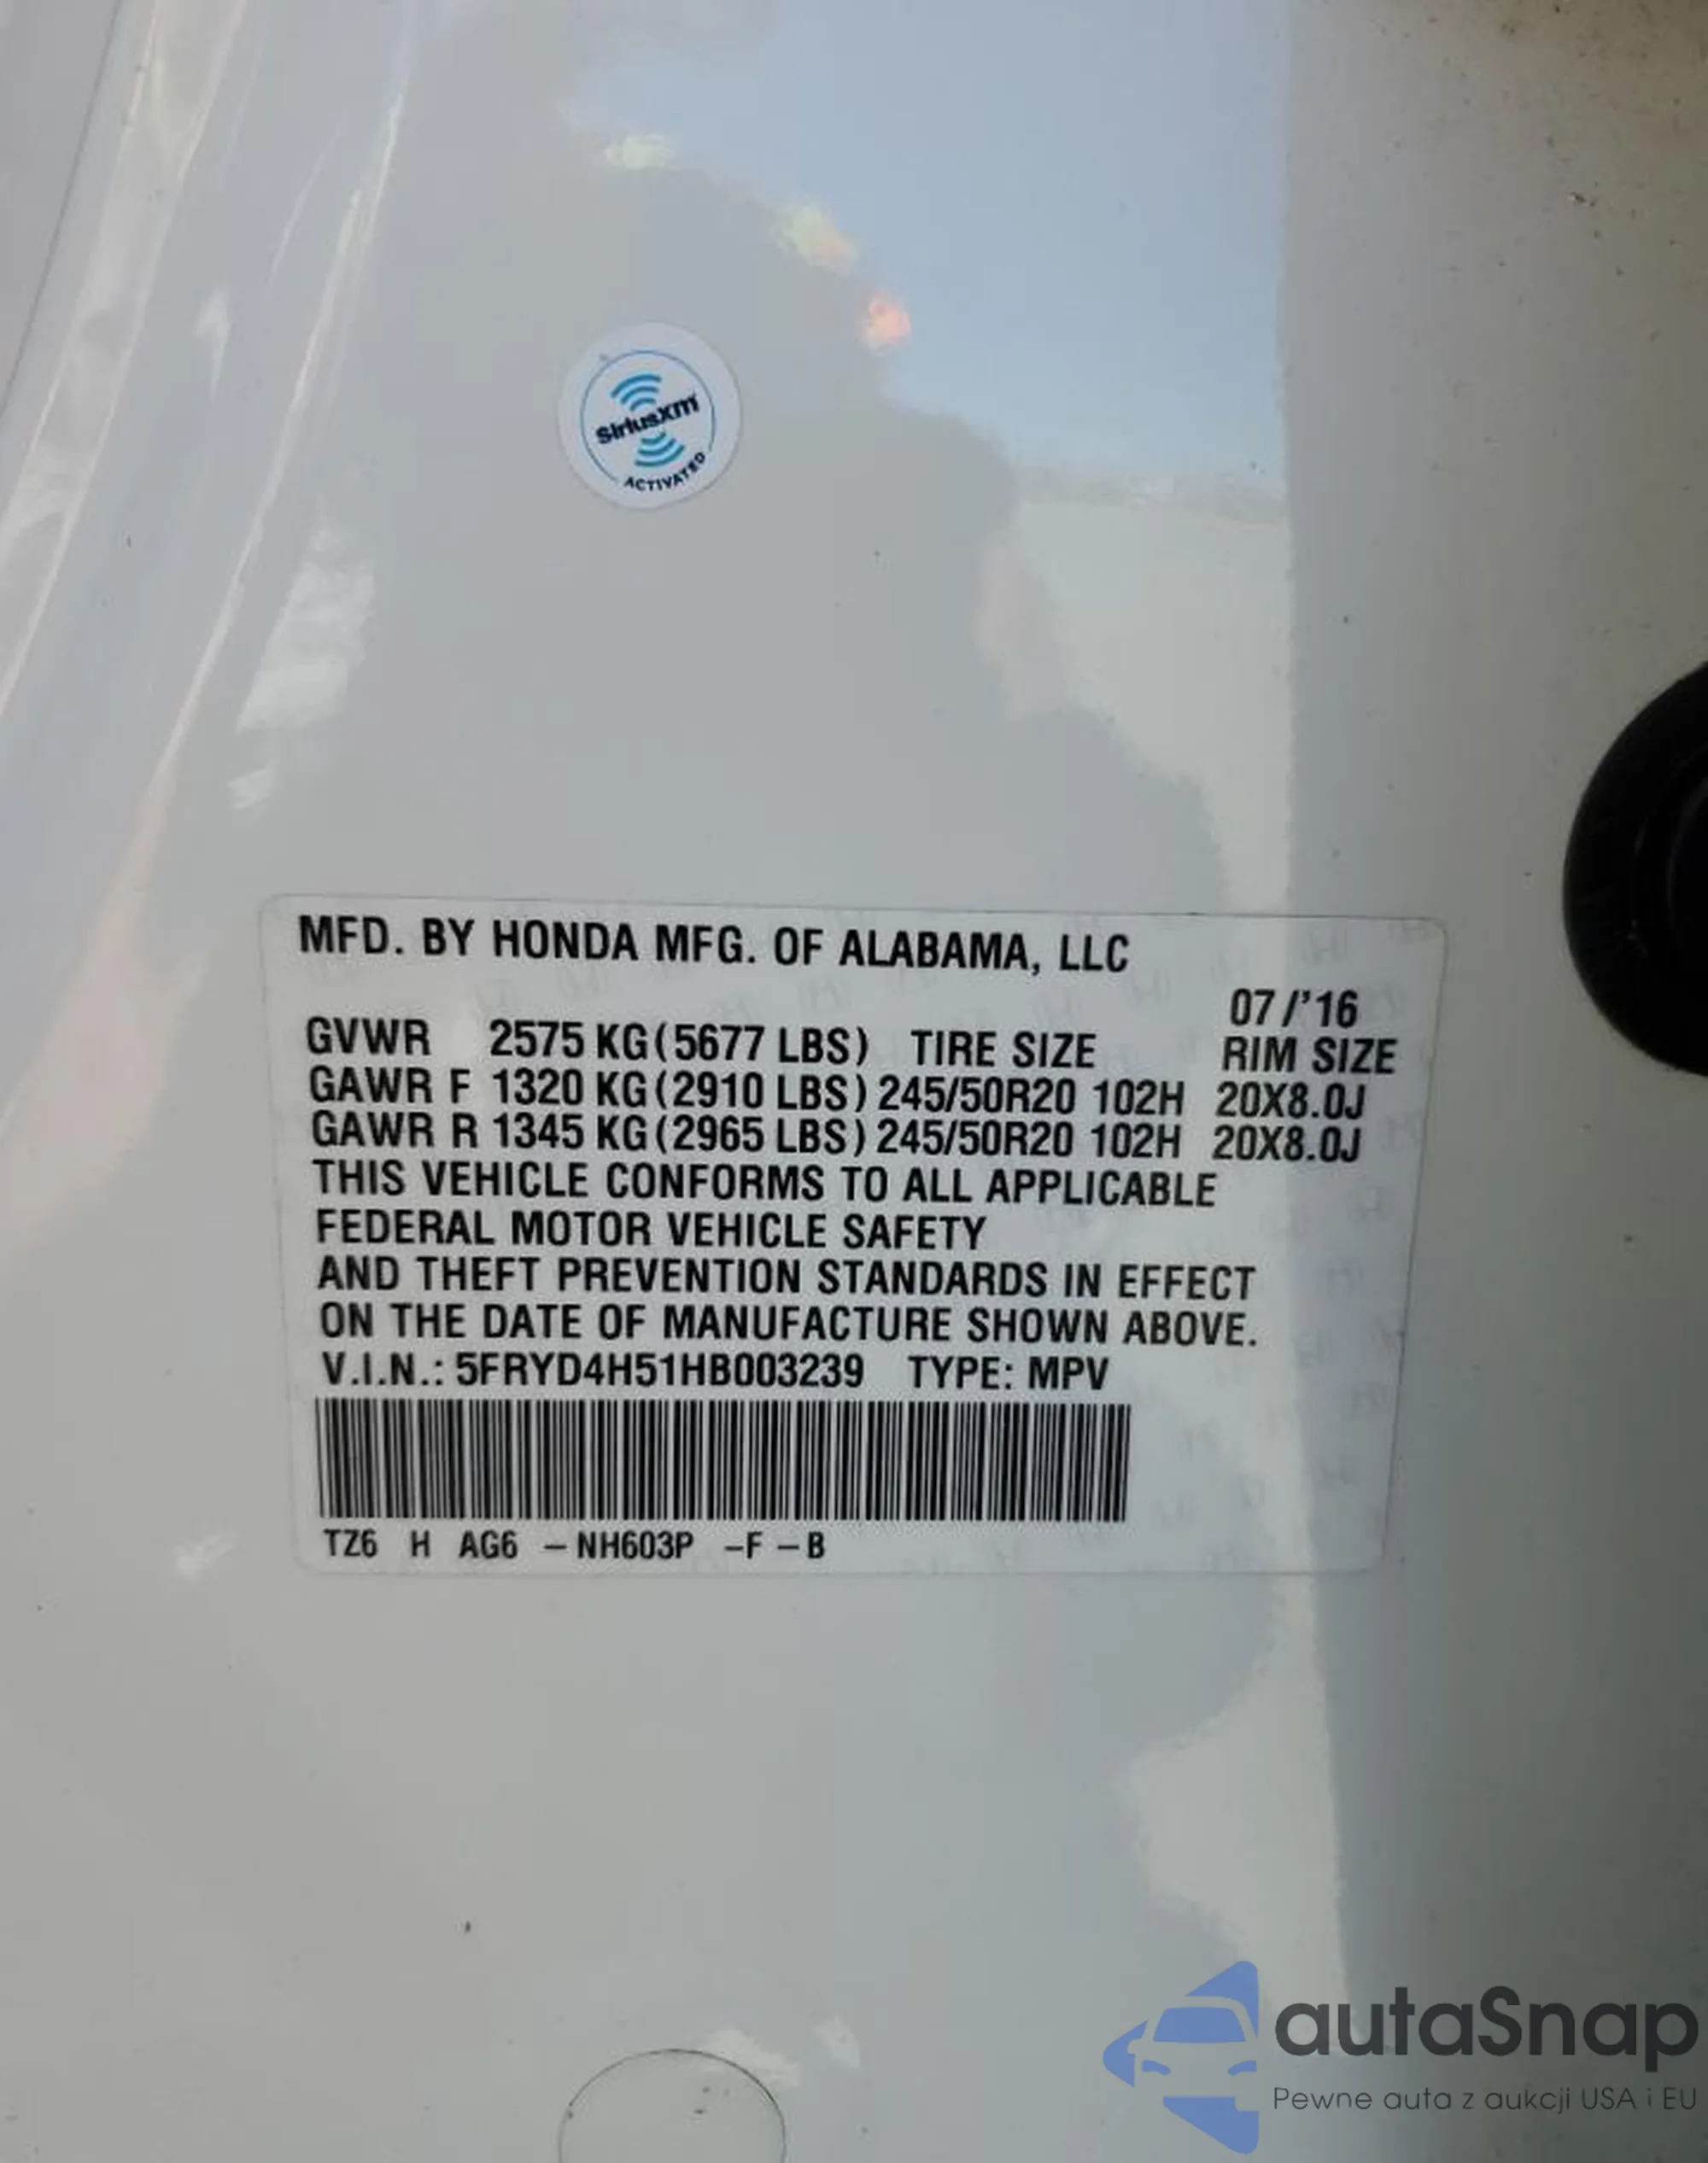 SiriusXm
ACTIVATED
MFD. BY HONDA MFG. OF ALABAMA, LLC
07/'16
GVWR 2575 KG(5677 LBS) TIRE SIZE RIM SIZE
GAWR F 1320 KG(2910 LBS) 245/50R20 102H 20X8.0J
GAWR R 1345 KG(2965 LBS) 245/50R20 102H 20X8.0J
THIS VEHICLE CONFORMS TO ALL APPLICABLE
FEDERAL MOTOR VEHICLE SAFETY
AND THEFT PREVENTION STANDARDS IN EFFECT
ON THE DATE OF MANUFACTURE SHOWN ABOVE.
V.I.N.: 5FRYD4H51HB003239 TYPE: MPV
TZ6 H AG6 -NH603P -F-B
autaSnap
Pewne auta z aukcji USA i EU